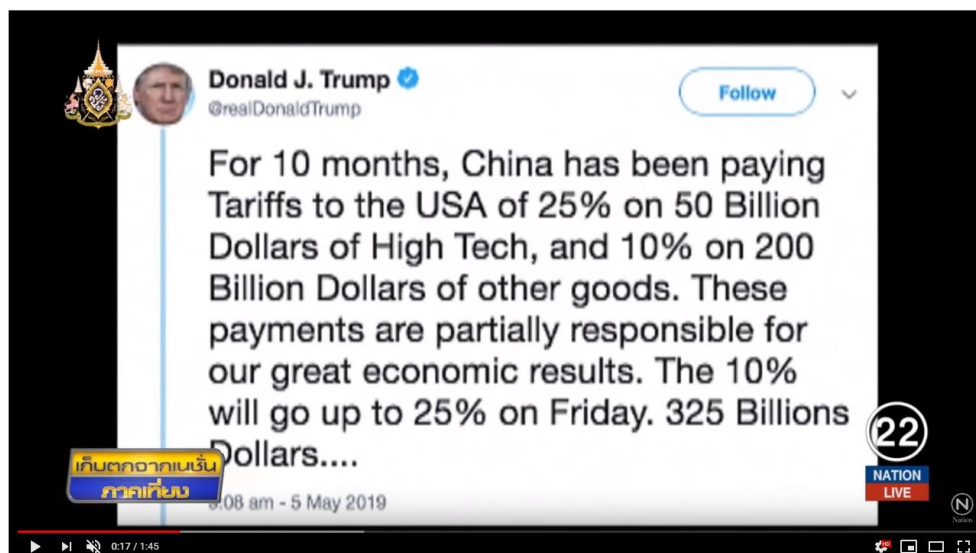 Donald J. Trump
@realDonaldTrump
Follow
For 10 months, China has been paying
Tariffs to the USA of 25% on 50 Billion
Dollars of High Tech, and 10% on 200
Billion Dollars of other goods. These
payments are partially responsible for
our great economic results. The 10%
will go up to 25% on Friday. 325 Billions
Dollars....
:08 am - 5 May 2019
เก็บตกจากเนชั่น
ภาคเที่ยง
22
NATION
LIVE
N
Nation
0:17 / 1:45
HD